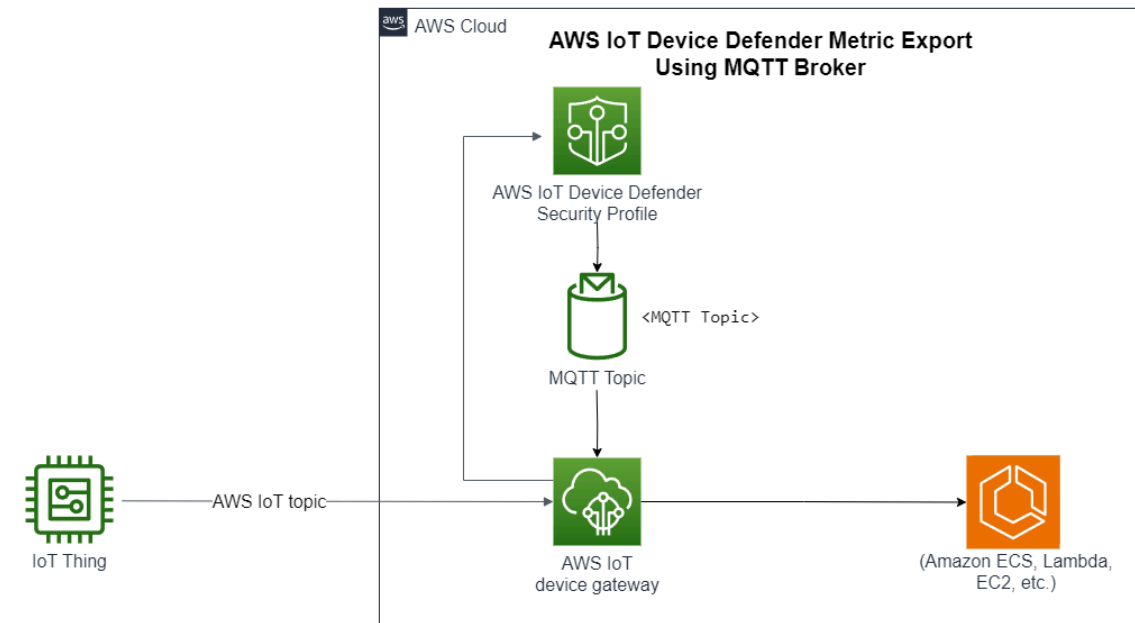 aws
AWS Cloud
AWS IoT Device Defender Metric Export
Using MQTT Broker
AWS IoT Device Defender
Security Profile
<MQTT Topic>
MQTT Topic
AWS IoT topic
IoT Thing
AWS IoT
device gateway
(Amazon ECS, Lambda,
EC2, etc.)